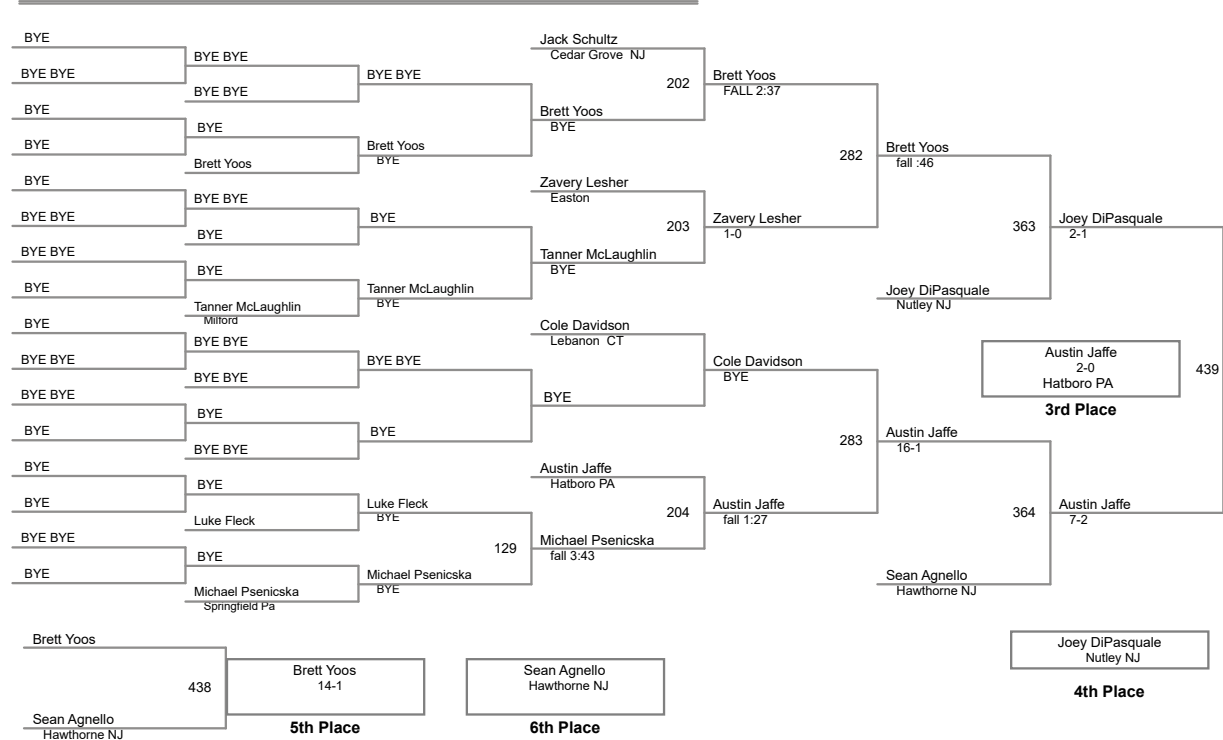 BYE
BYE BYE
BYE
BYE
BYE
BYE BYE
BYE BYE
BYE
BYE
BYE BYE
BYE BYE
BYE
BYE
BYE
BYE BYE
BYE
BYE BYE
BYE BYE
BYE
Brett Yoos
BYE BYE
BYE
BYE
Tanner McLaughlin
Milford
BYE BYE
BYE BYE
BYE
BYE BYE
BYE
Luke Fleck
BYE
Michael Psenicska
Springfield Pa
BYE BYE
Brett Yoos
BYE
BYE
Tanner McLaughlin
BYE
BYE BYE
BYE
Luke Fleck
BYE
129
Michael Psenicska
BYE
Jack Schultz
Cedar Grove NJ
202
Brett Yoos
BYE
Zavery Lesher
Easton
203
Tanner McLaughlin
BYE
Cole Davidson
Lebanon CT
BYE
Austin Jaffe
Hatboro PA
204
Michael Psenicska
fall 3:43
Brett Yoos
FALL 2:37
282
Zavery Lesher
1-0
Cole Davidson
BYE
283
Austin Jaffe
fall 1:27
Brett Yoos
fall :46
363
Joey DiPasquale
Nutley NJ
Austin Jaffe
16-1
364
Sean Agnello
Hawthorne NJ
Joey DiPasquale
2-1
439
Austin Jaffe
7-2
Austin Jaffe
2-0
Hatboro PA
3rd Place
Brett Yoos
438
Sean Agnello
Hawthorne NJ
Brett Yoos
14-1
5th Place
Sean Agnello
Hawthorne NJ
6th Place
Joey DiPasquale
Nutley NJ
4th Place